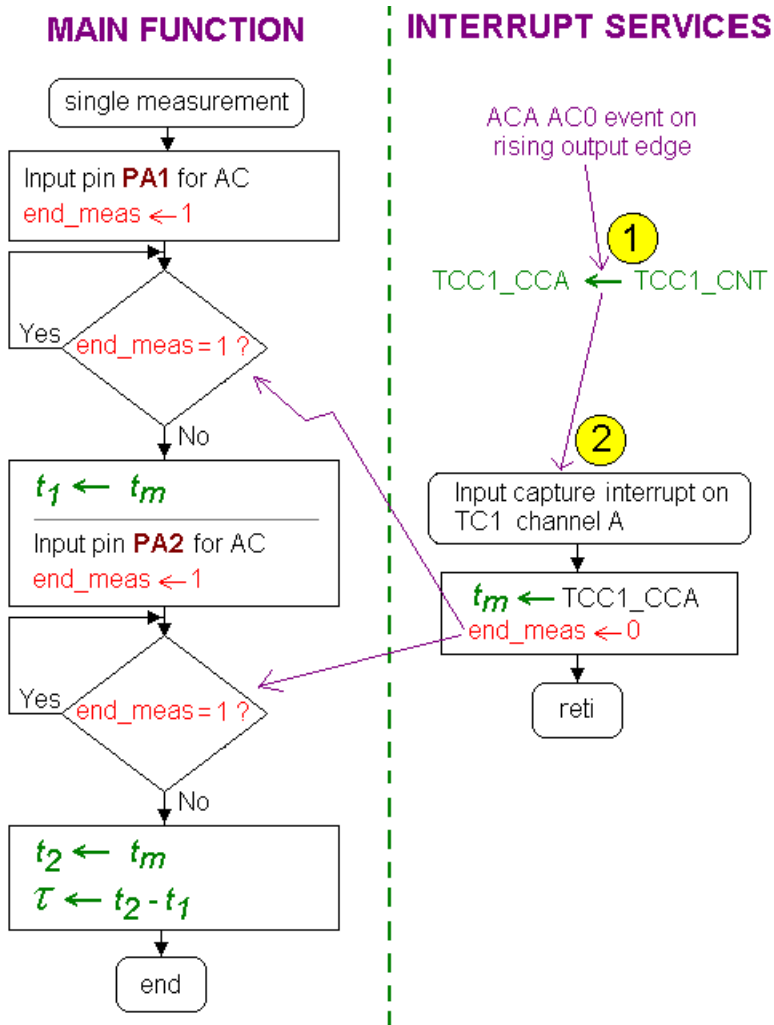 MAIN FUNCTION
single measurement
Input pin PA1 for AC
end_meas ← 1
Yes
end_meas = 1 ?
No
t1 ← tm
Input pin PA2 for AC
end_meas ← 1
Yes
end_meas = 1 ?
No
t2 ← tm
τ ← t2 - t1
end
INTERRUPT SERVICES
ACA AC0 event on
rising output edge
1
TCC1_CCA ← TCC1_CNT
2
Input capture interrupt on
TC1 channel A
tm ← TCC1_CCA
end_meas ← 0
reti